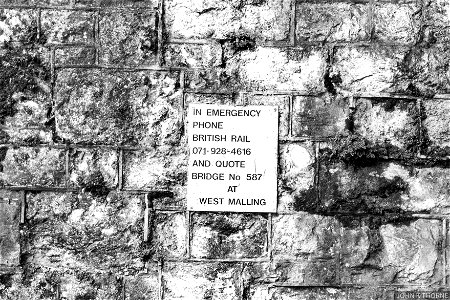 IN EMERGENCY
PHONE
BRITISH RAIL
071-928-4616
AND QUOTE
BRIDGE No 587
AT
WEST MALLING
JOHN R THORNE